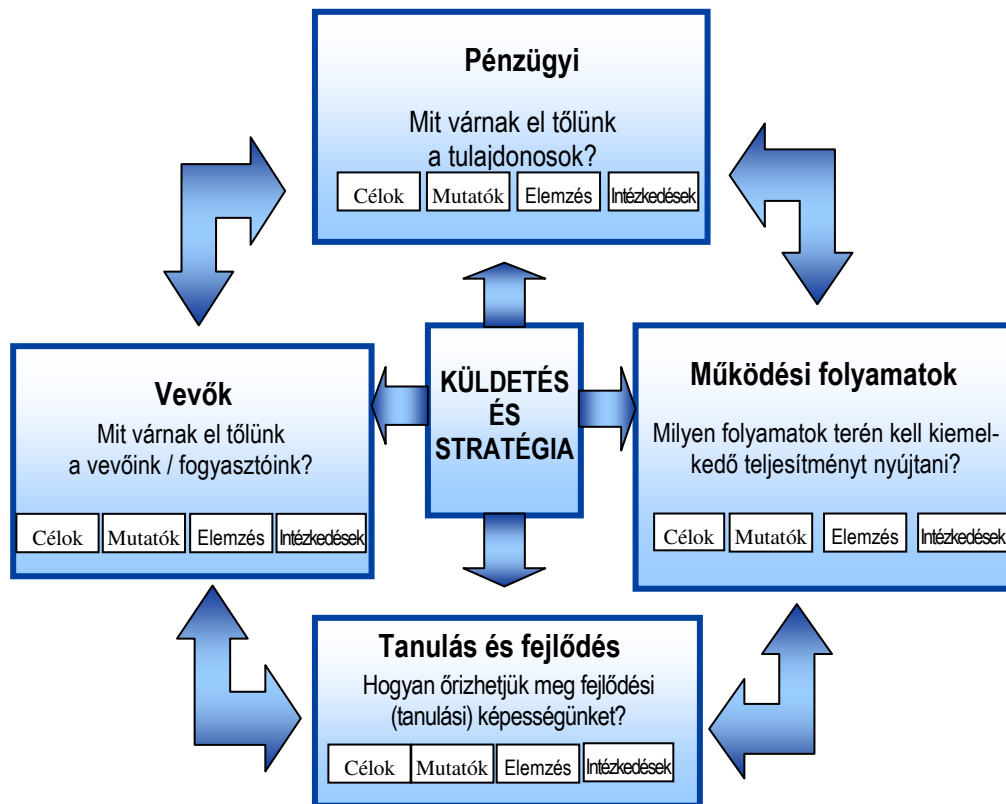 Pénzügyi
Mit várnak el tőlünk
a tulajdonosok?
Célok Mutatók Elemzés Intézkedések
Vevők
Mit várnak el tőlünk
a vevőink / fogyasztóink?
Célok Mutatók Elemzés Intézkedések
KÜLDETÉS
ÉS
STRATÉGIA
Működési folyamatok
Milyen folyamatok terén kell kiemel-
kedő teljesítményt nyújtani?
Célok Mutatók Elemzés Intézkedések
Tanulás és fejlődés
Hogyan őrizhetjük meg fejlődési
(tanulási) képességünket?
Célok Mutatók Elemzés Intézkedések